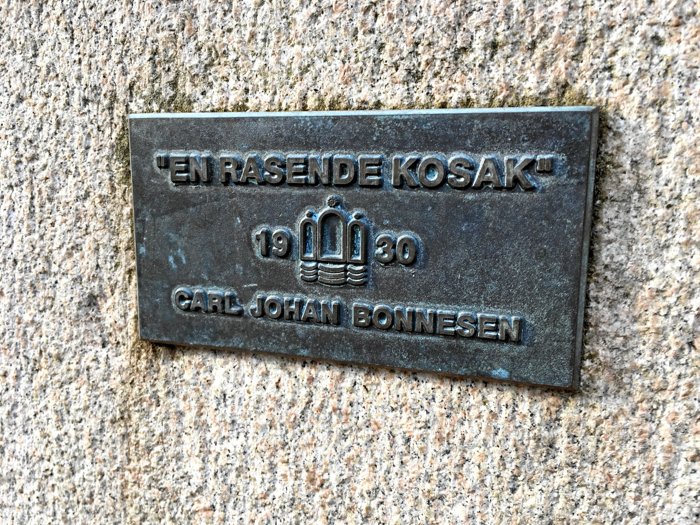 "EN RASENDE KOSAK"
19 30
CARL JOHAN BONNESEN